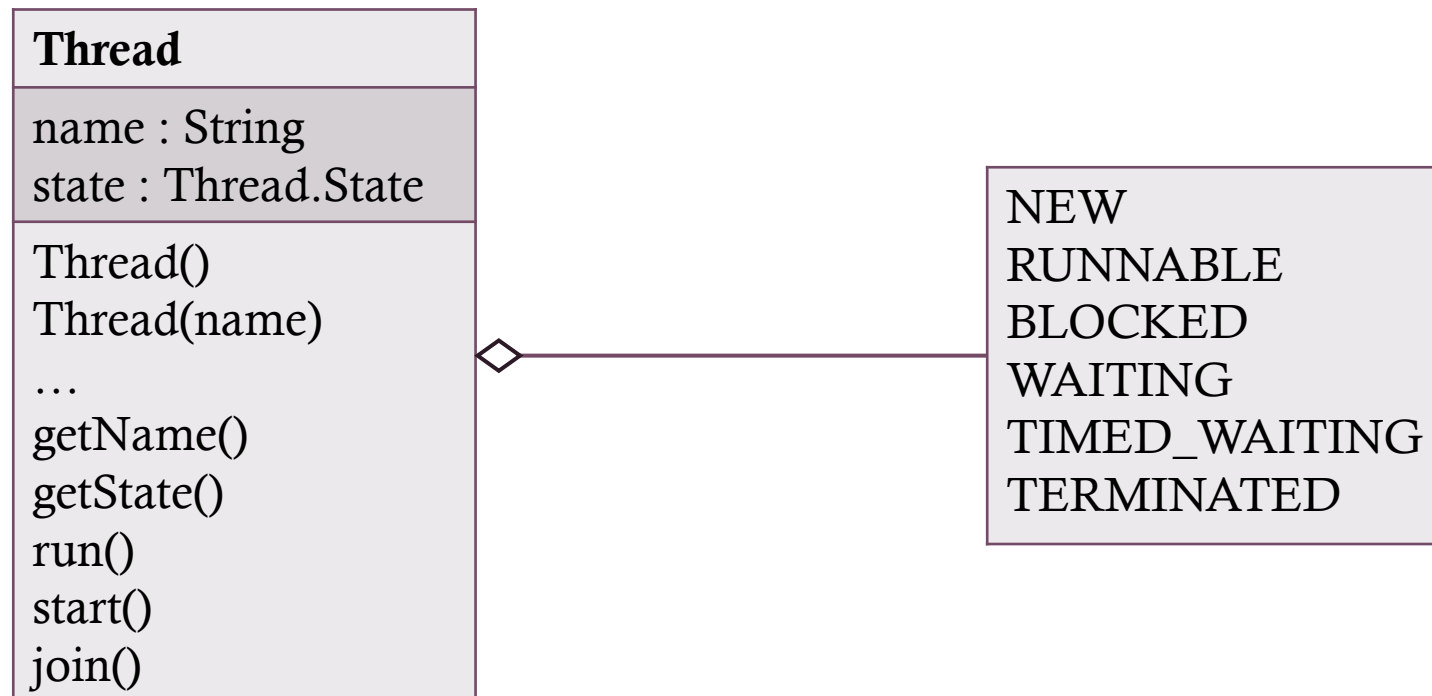 Thread
name : String
state : Thread.State
Thread()
Thread(name)
…
getName()
getState()
run()
start()
join()
NEW
RUNNABLE
BLOCKED
WAITING
TIMED_WAITING
TERMINATED